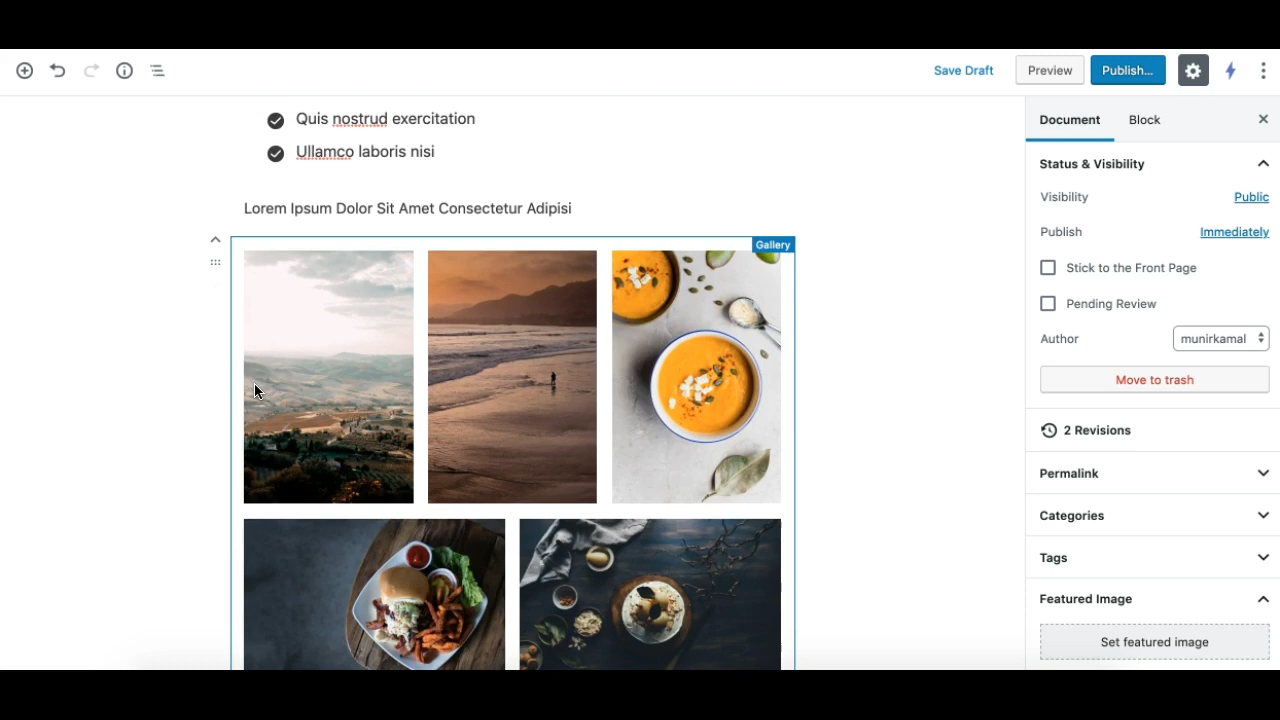 Save Draft
Preview
Publish...
Document
Block
Quis nostrud exercitation
Ullamco laboris nisi
Lorem Ipsum Dolor Sit Amet Consectetur Adipisi
Gallery
Status & Visibility
Visibility
Public
Publish
Immediately
Stick to the Front Page
Pending Review
Author
munirkamal
Move to trash
2 Revisions
Permalink
Categories
Tags
Featured Image
Set featured image